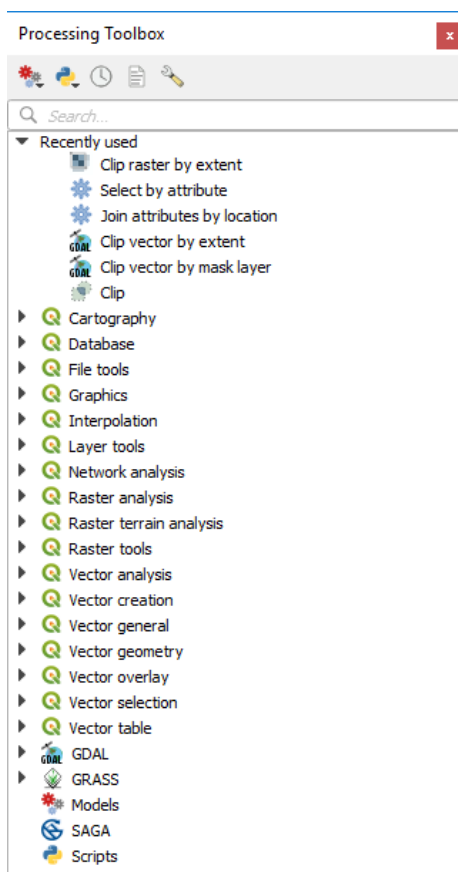 Processing Toolbox
x
Search...
Recently used
Clip raster by extent
Select by attribute
Join attributes by location
GDAL Clip vector by extent
GDAL Clip vector by mask layer
Clip
Cartography
Database
File tools
Graphics
Interpolation
Layer tools
Network analysis
Raster analysis
Raster terrain analysis
Raster tools
Vector analysis
Vector creation
Vector general
Vector geometry
Vector overlay
Vector selection
Vector table
GDAL GDAL
GRASS
Models
SAGA
Scripts